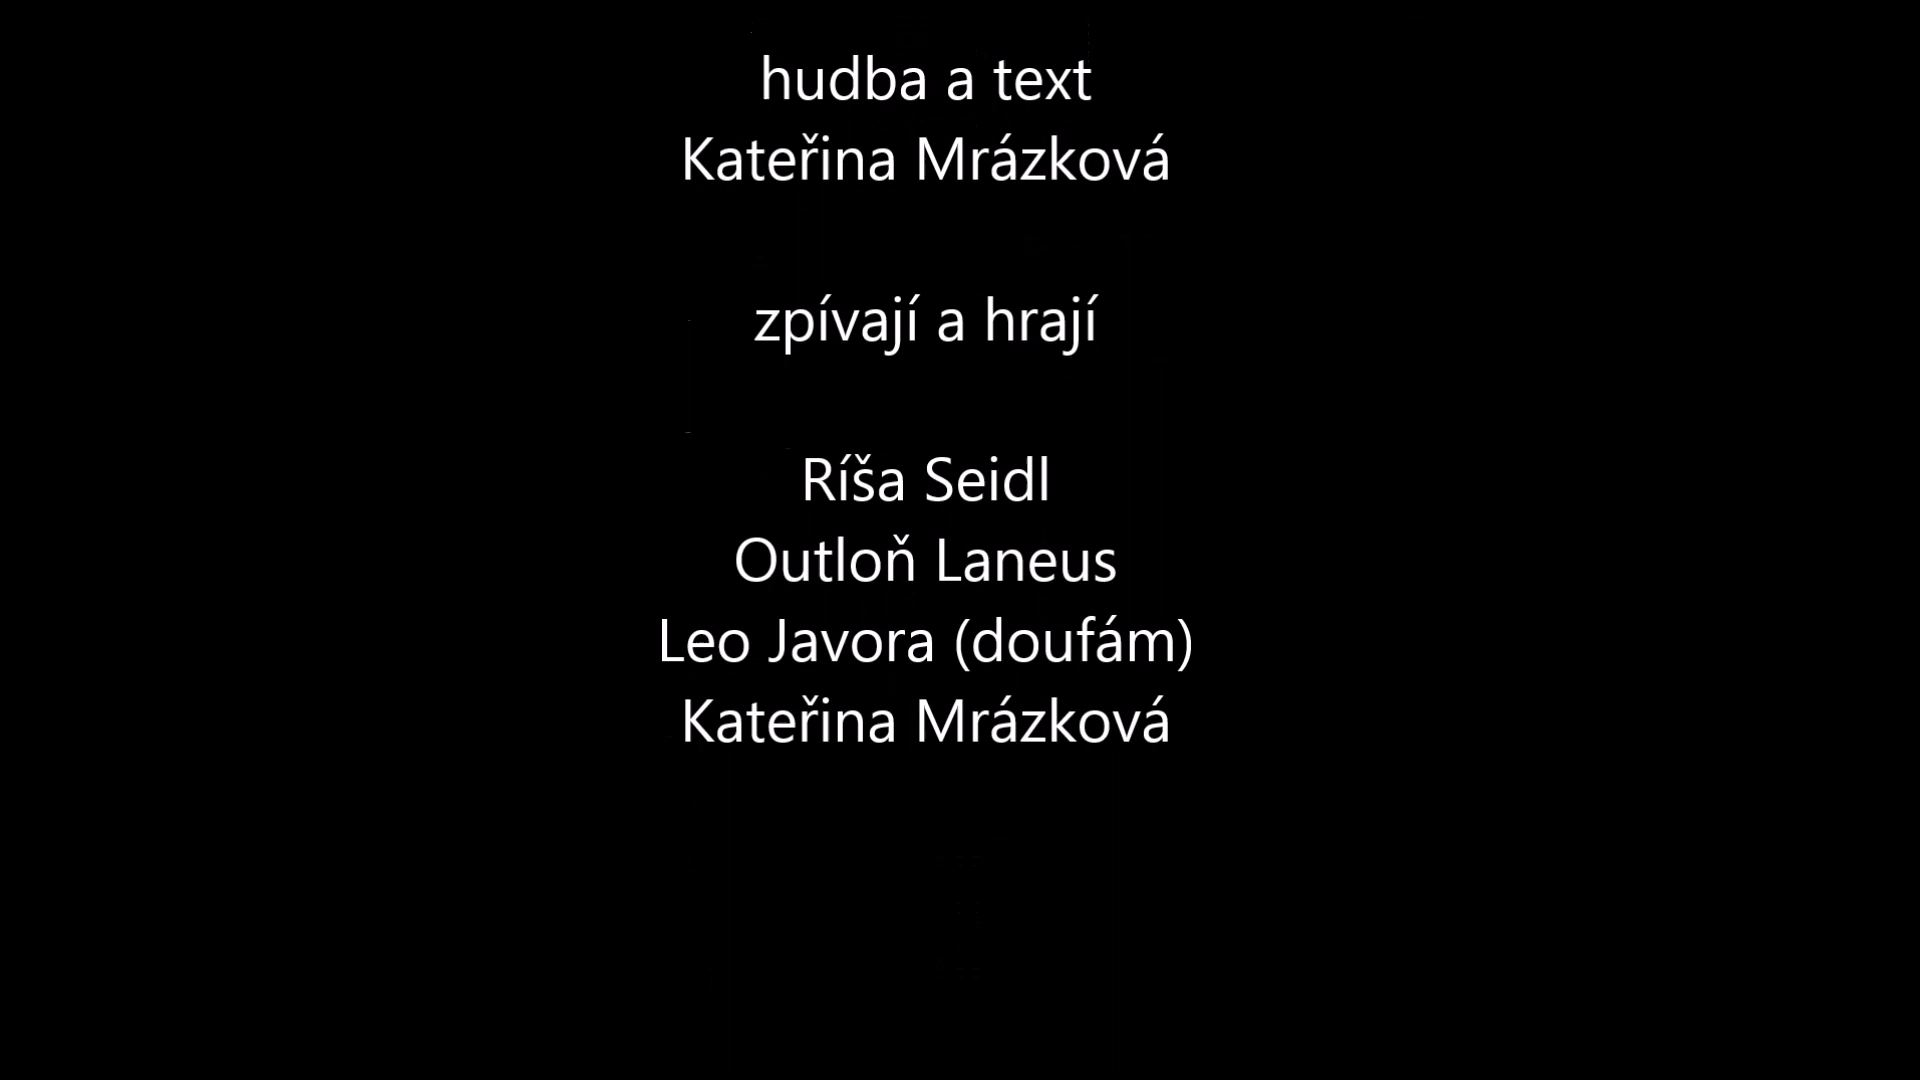 hudba a text
Kateřina Mrázková
zpívají a hrají
Ríša Seidl
Outloň Laneus
Leo Javora (doufám)
Kateřina Mrázková